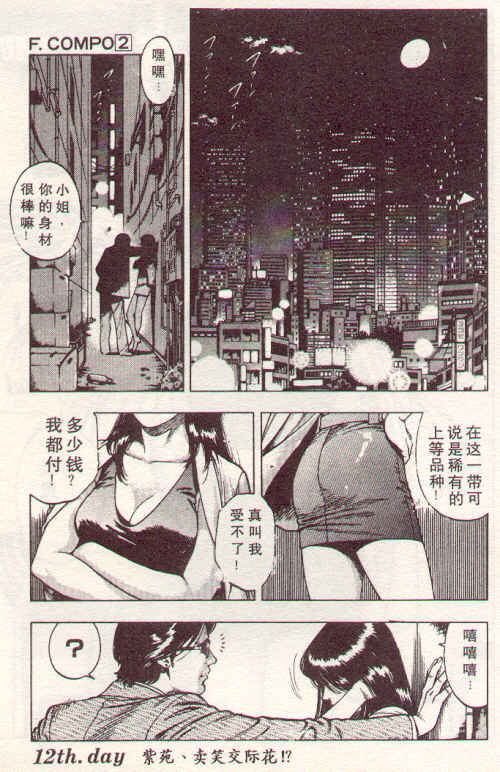 F. COMPO 2
嘿
嘿…
小姐，
你的身材
很棒嘛！
在这一带可
说是稀有的
上等品种！
真叫我
受不了！
多少钱？
我都付！
嘻
嘻
嘻…
？
12th. day 紫苑、卖笑交际花!?